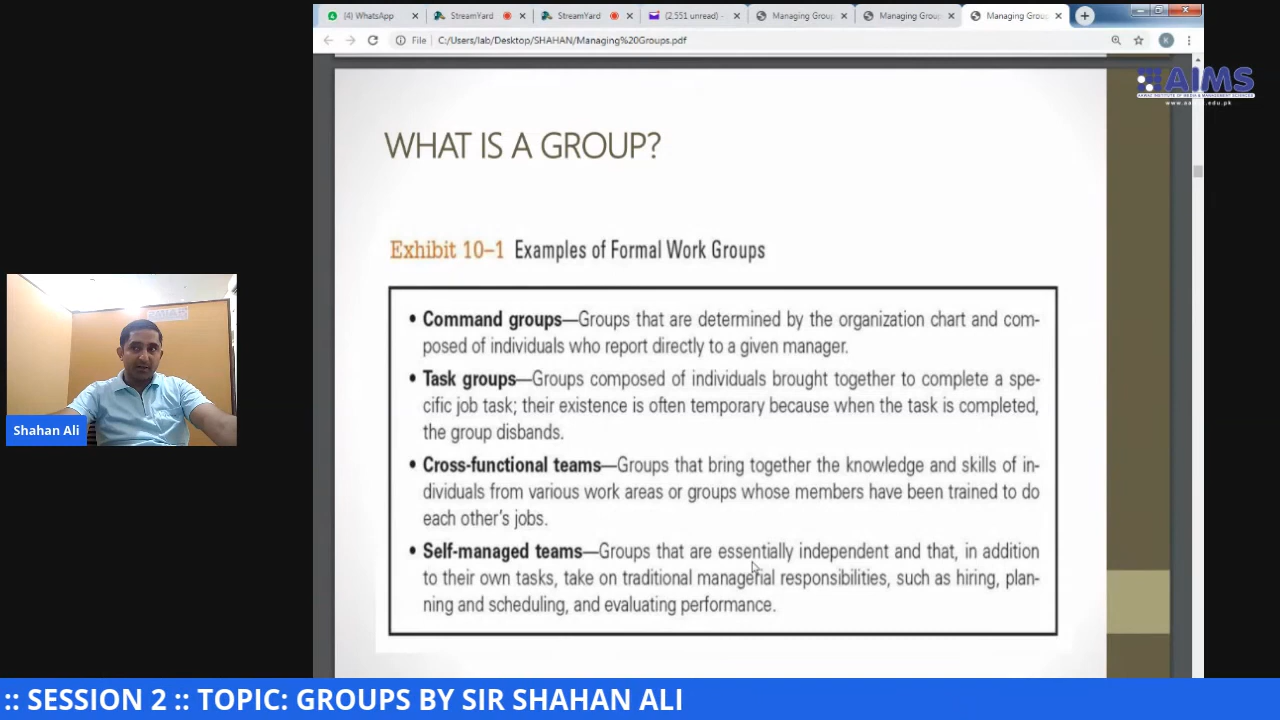 (4) WhatsApp
StreamYard
StreamYard
(2,551 unread) -
Managing Group
Managing Group
Managing Group
File
C:/Users/lab/Desktop/SHAHAN/Managing%20Groups.pdf
K
AIMS
www.aaimsedu.pk
WHAT IS A GROUP?
Exhibit 10–1 Examples of Formal Work Groups
• Command groups—Groups that are determined by the organization chart and com-
posed of individuals who report directly to a given manager.
• Task groups—Groups composed of individuals brought together to complete a spe-
cific job task; their existence is often temporary because when the task is completed,
the group disbands.
• Cross-functional teams—Groups that bring together the knowledge and skills of in-
dividuals from various work areas or groups whose members have been trained to do
each other's jobs.
• Self-managed teams—Groups that are essentially independent and that, in addition
to their own tasks, take on traditional managerial responsibilities, such as hiring, plan-
ning and scheduling, and evaluating performance.
Shahan Ali
:: SESSION 2 :: TOPIC: GROUPS BY SIR SHAHAN ALI